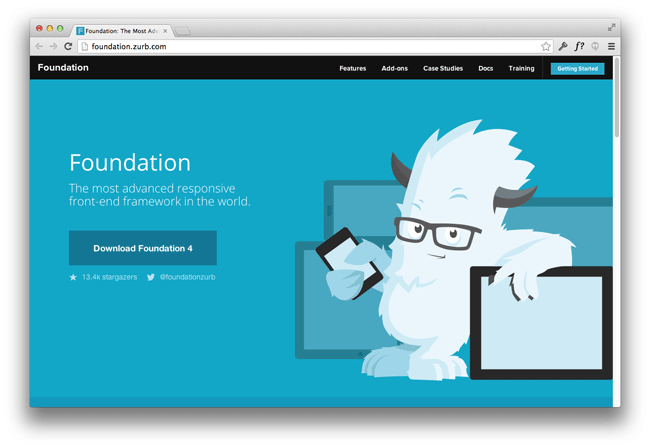 Foundation: The Most Adv
foundation.zurb.com
f?
Foundation
Features Add-ons Case Studies Docs Training Getting Started
Foundation
The most advanced responsive
front-end framework in the world.
Download Foundation 4
13.4k stargazers @foundationzurb